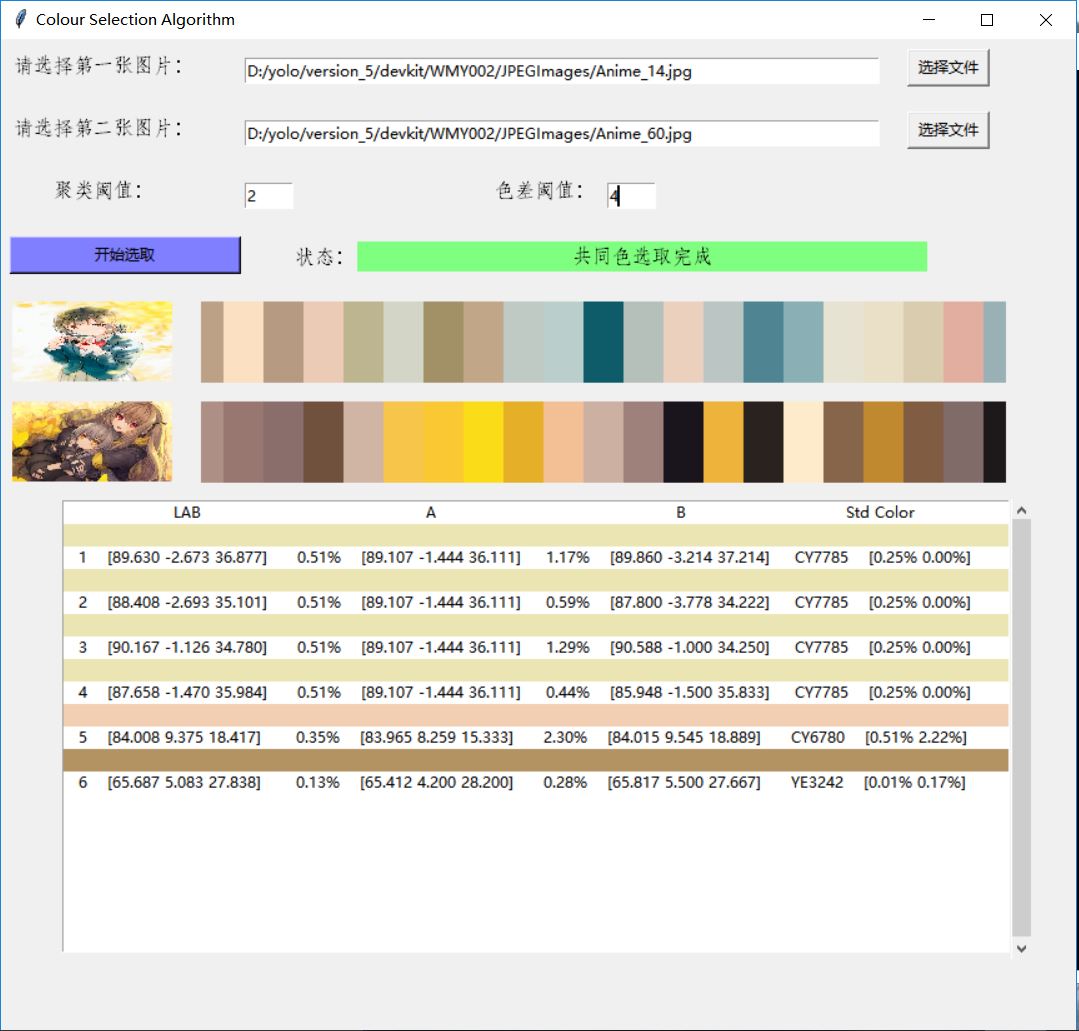 Colour Selection Algorithm
请选择第一张图片: D:/yolo/version_5/devkit/WMY002/JPEGImages/Anime_14.jpg 选择文件
请选择第二张图片: D:/yolo/version_5/devkit/WMY002/JPEGImages/Anime_60.jpg 选择文件
聚类阈值: 2 色差阈值: 4
开始选取 状态: 共同色选取完成
LAB A B Std Color
1 [89.630 -2.673 36.877] 0.51% [89.107 -1.444 36.111] 1.17% [89.860 -3.214 37.214] CY7785 [0.25% 0.00%]
2 [88.408 -2.693 35.101] 0.51% [89.107 -1.444 36.111] 0.59% [87.800 -3.778 34.222] CY7785 [0.25% 0.00%]
3 [90.167 -1.126 34.780] 0.51% [89.107 -1.444 36.111] 1.29% [90.588 -1.000 34.250] CY7785 [0.25% 0.00%]
4 [87.658 -1.470 35.984] 0.51% [89.107 -1.444 36.111] 0.44% [85.948 -1.500 35.833] CY7785 [0.25% 0.00%]
5 [84.008 9.375 18.417] 0.35% [83.965 8.259 15.333] 2.30% [84.015 9.545 18.889] CY6780 [0.51% 2.22%]
6 [65.687 5.083 27.838] 0.13% [65.412 4.200 28.200] 0.28% [65.817 5.500 27.667] YE3242 [0.01% 0.17%]